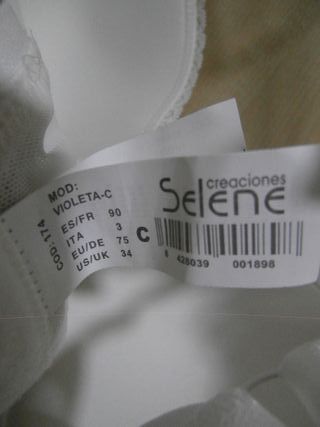 MOD:
VIOLETA-C
COD: 174
ES/FR 90
ITA 3
EU/DE 75
US/UK 34
C
creaciones
Selene
8 428039 001898